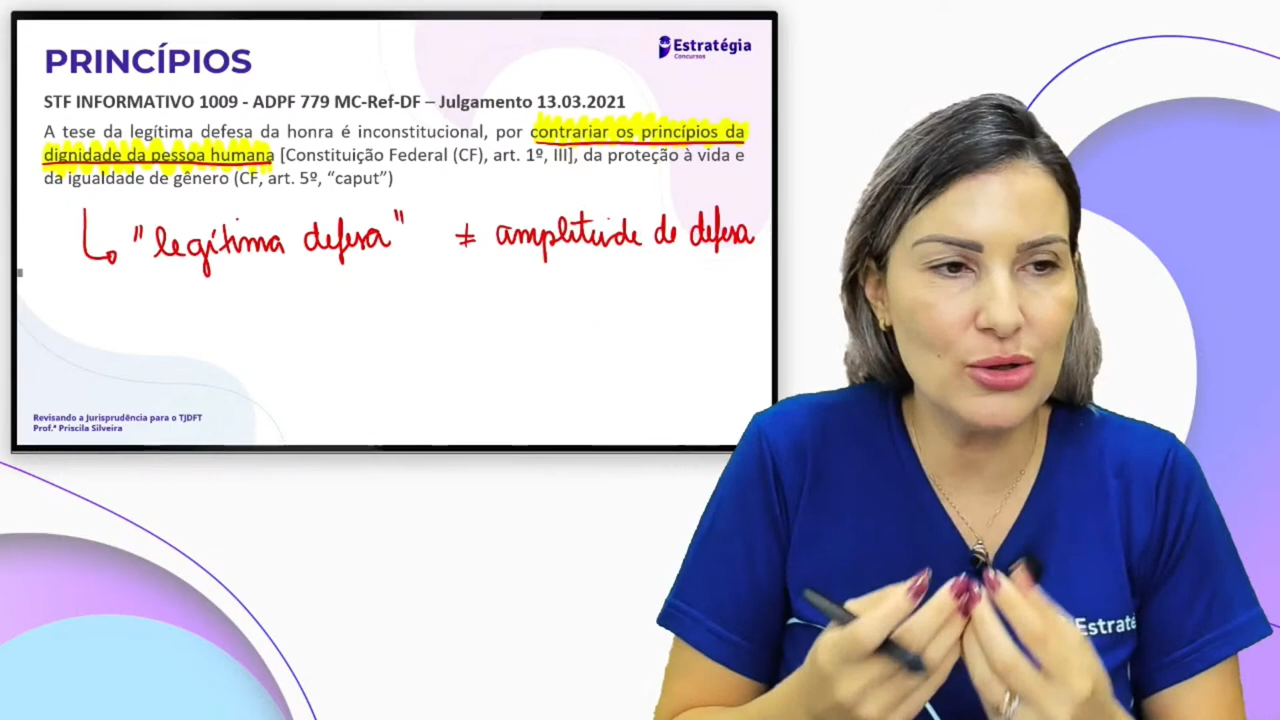 PRINCÍPIOS
Estratégia
Concursos
STF INFORMATIVO 1009 - ADPF 779 MC-Ref-DF – Julgamento 13.03.2021
A tese da legítima defesa da honra é inconstitucional, por contrariar os princípios da
dignidade da pessoa humana [Constituição Federal (CF), art. 1º, III], da proteção à vida e
da igualdade de gênero (CF, art. 5º, “caput”)
"legítima defesa" ≠ amplitude de defesa
Revisando a Jurisprudência para o TJDFT
Prof.ª Priscila Silveira
Estraté